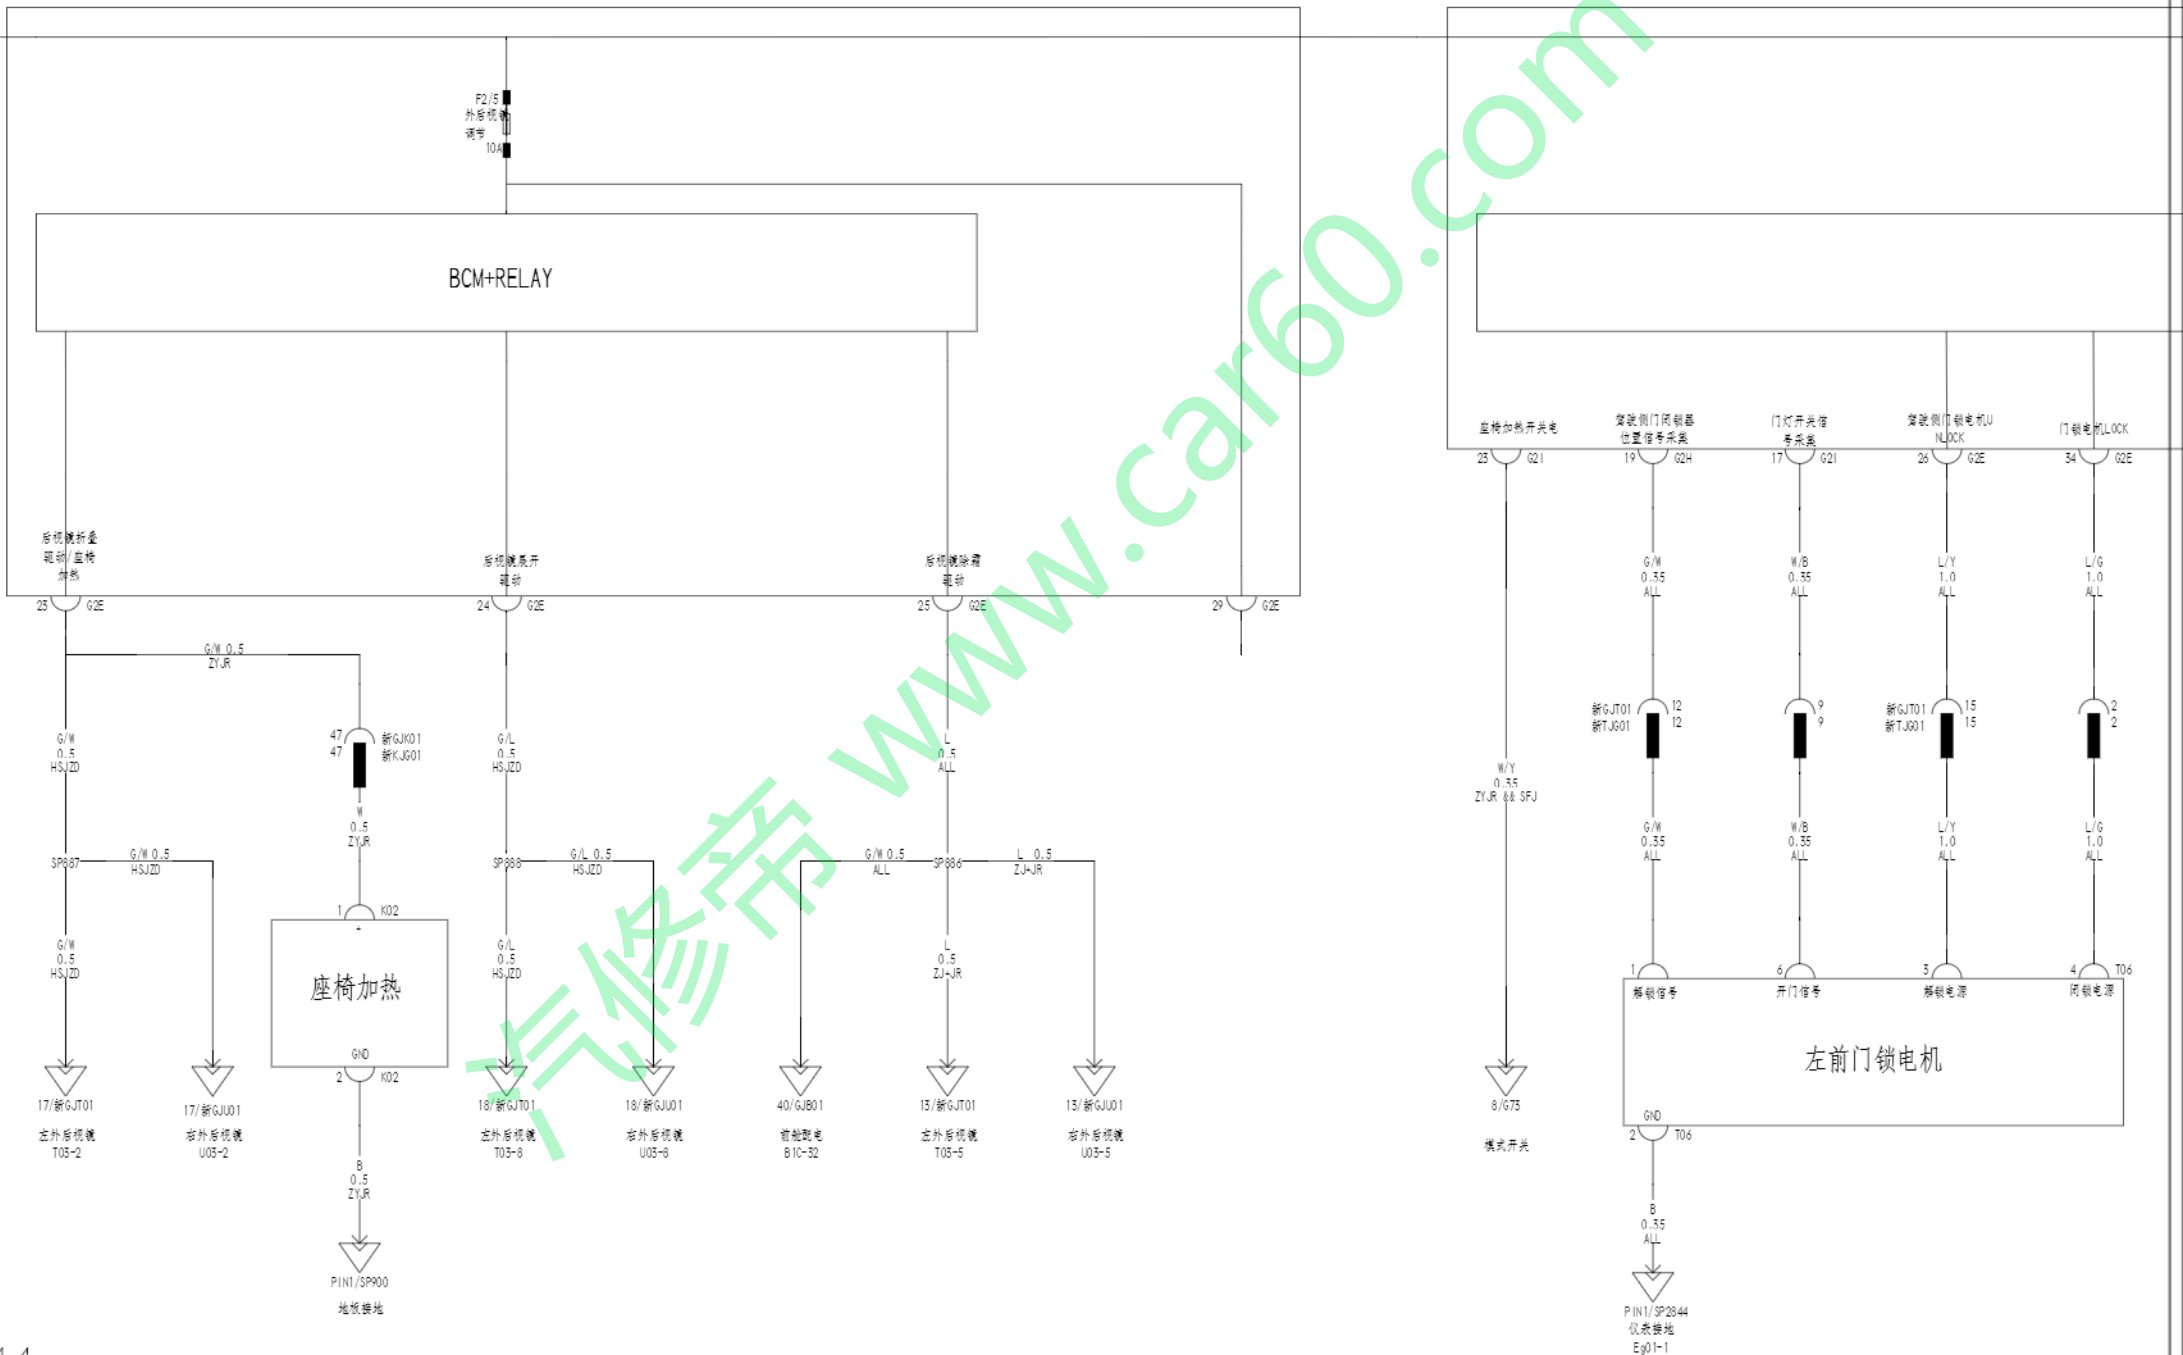 F2/5
外后视镜
调节
10A
BCM+RELAY
后视镜折叠
驱动/座椅
加热
后视镜展开
驱动
后视镜除霜
驱动
23 G2E
24 G2E
25 G2E
29 G2E
G/W 0.5
ZYJR
G/W
0.5
HSJZD
47 新GJK01
47 新KJG01
G/L
0.5
HSJZD
L
0.5
ALL
W
0.5
ZYJR
SP887
G/W 0.5
HSJZD
SP888
G/L 0.5
HSJZD
G/W 0.5
ALL
SP886
L 0.5
ZJ+JR
1 K02
+
座椅加热
GND
2 K02
G/W
0.5
HSJZD
G/L
0.5
HSJZD
L
0.5
ZJ+JR
17/新GJT01
左外后视镜
T03-2
17/新GJU01
右外后视镜
U03-2
18/新GJT01
左外后视镜
T03-8
18/新GJU01
右外后视镜
U03-8
40/GJB01
前舱配电
B1C-32
13/新GJT01
左外后视镜
T03-5
13/新GJU01
右外后视镜
U03-5
B
0.5
ZYJR
PIN1/SP900
地板接地
座椅加热开关电
驾驶侧门闭锁器
位置信号采集
门灯开关信
号采集
驾驶侧门锁电机U
NLOCK
门锁电机LOCK
23 G2I
19 G2H
17 G2I
26 G2E
34 G2E
G/W
0.35
ALL
W/B
0.35
ALL
L/Y
1.0
ALL
L/G
1.0
ALL
新GJT01 12
新TJG01 12
9
9
新GJT01 15
新TJG01 15
2
2
W/Y
0.35
ZYJR && SFJ
G/W
0.35
ALL
W/B
0.35
ALL
L/Y
1.0
ALL
L/G
1.0
ALL
1
6
3
4 T06
解锁信号
开门信号
解锁电源
闭锁电源
左前门锁电机
GND
2 T06
8/G73
模式开关
B
0.35
ALL
PIN1/SP2844
仪表接地
Eg01-1
汽修帝 www.car60.com